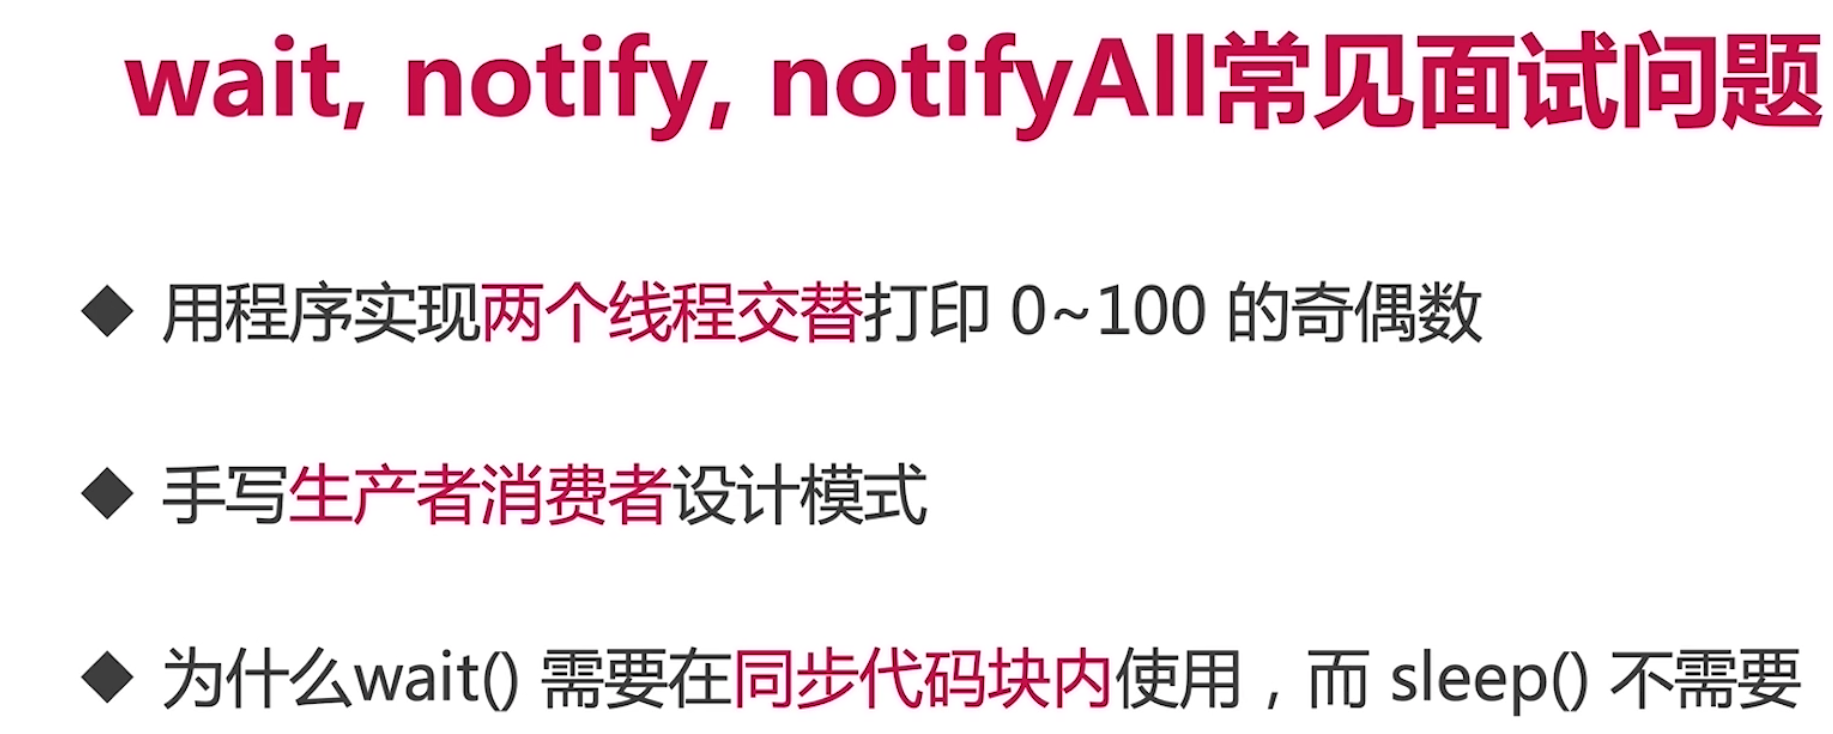 wait, notify, notifyAll常见面试问题
◆ 用程序实现两个线程交替打印 0~100 的奇偶数
◆ 手写生产者消费者设计模式
◆ 为什么wait() 需要在同步代码块内使用，而 sleep() 不需要